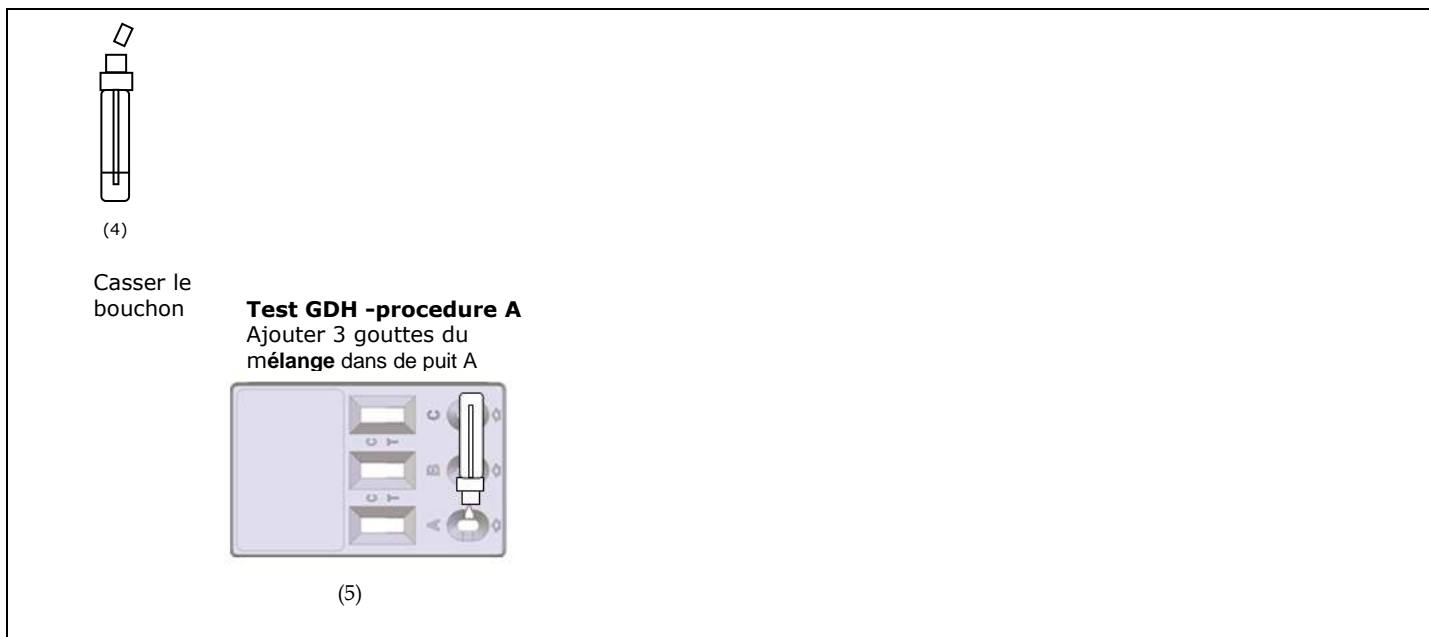 (4)
Casser le
bouchon
Test GDH -procedure A
Ajouter 3 gouttes du
mélange dans de puit A
C
C T
B
C T
A
(5)